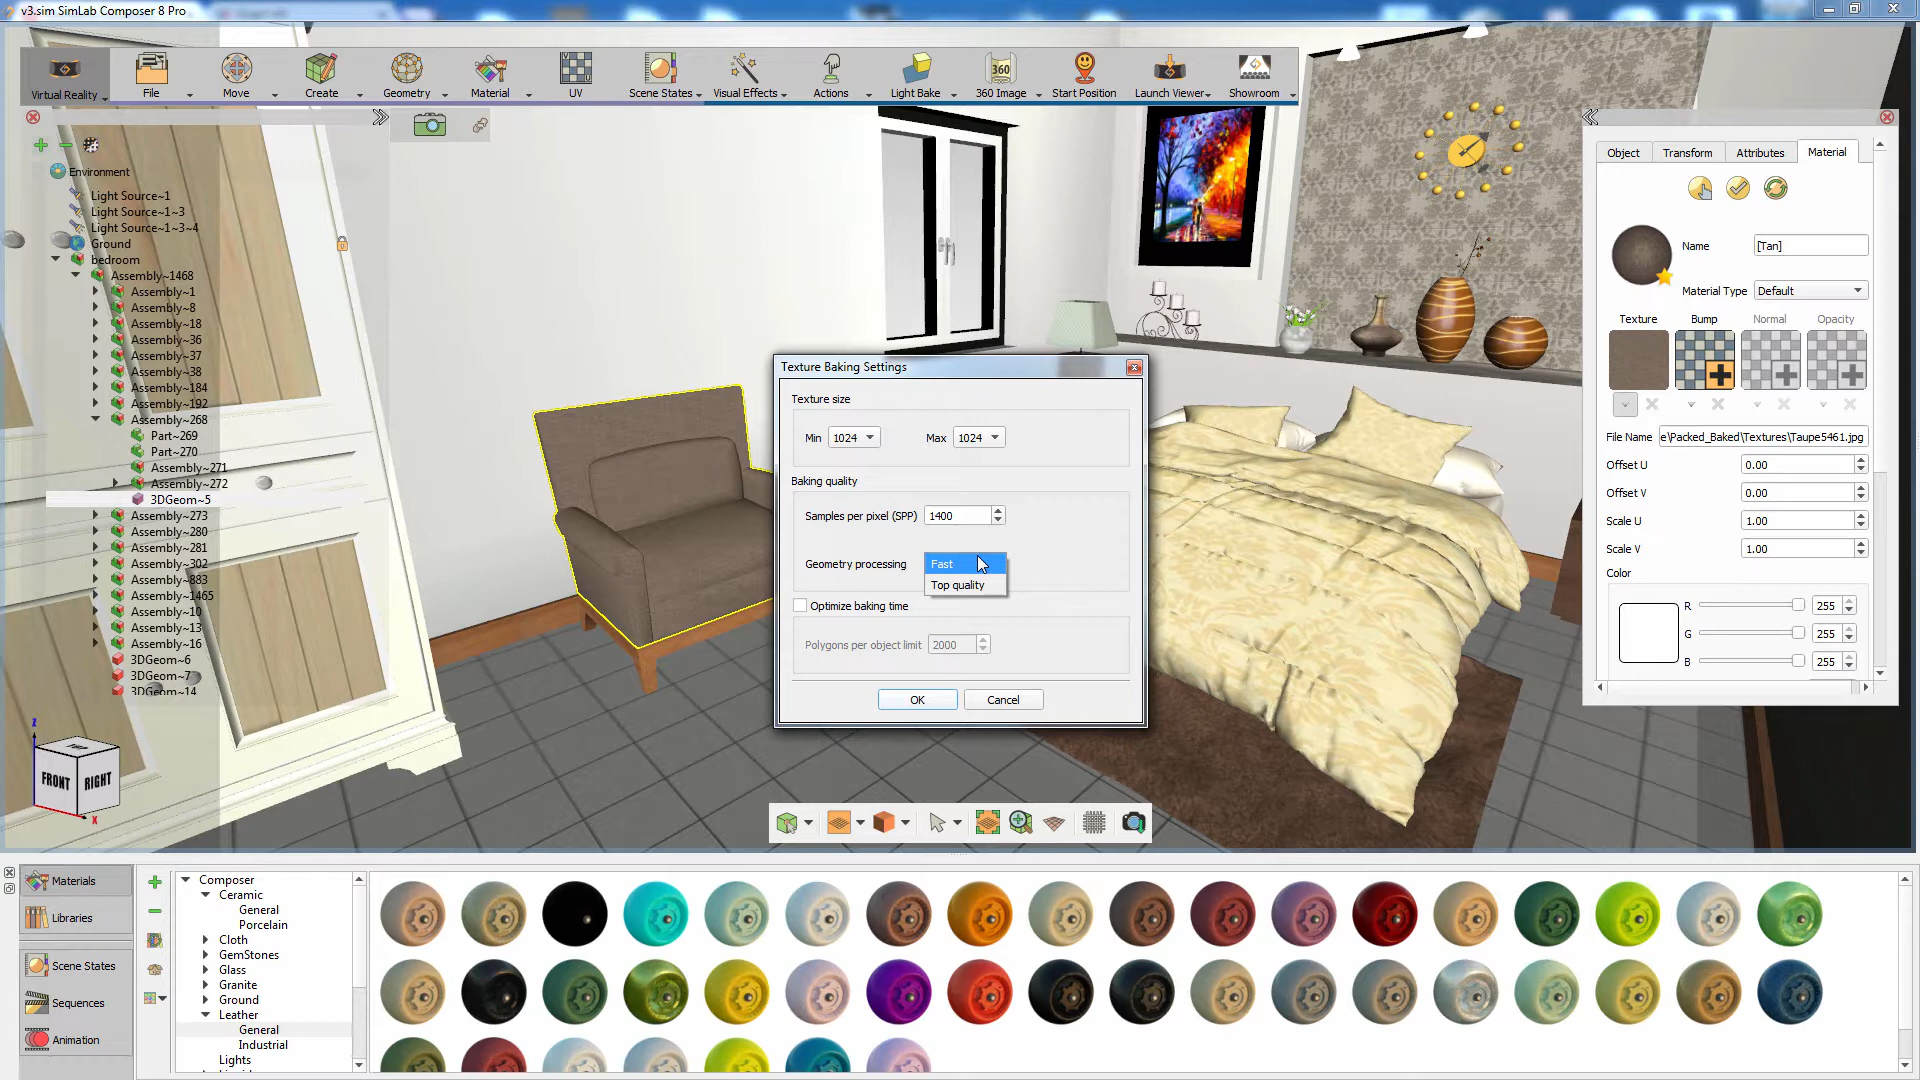 v3.sim SimLab Composer 8 Pro
Virtual Reality
File
Move
Create
Geometry
Material
UV
Scene States
Visual Effects
Actions
Light Bake
360
360 Image
Start Position
Launch Viewer
Showroom
Environment
Light Source~1
Light Source~1~3
Light Source~1~3~4
Ground
bedroom
Assembly~1468
Assembly~1
Assembly~8
Assembly~18
Assembly~36
Assembly~37
Assembly~38
Assembly~184
Assembly~192
Assembly~268
Part~269
Part~270
Assembly~271
Assembly~272
3DGeom~5
Assembly~273
Assembly~280
Assembly~281
Assembly~302
Assembly~883
Assembly~1465
Assembly~10
Assembly~13
Assembly~16
3DGeom~6
3DGeom~7
3DGeom~14
Z
FRONT
RIGHT
X
Texture Baking Settings
Texture size
Min 1024
Max 1024
Baking quality
Samples per pixel (SPP) 1400
Geometry processing
Fast
Top quality
Optimize baking time
Polygons per object limit 2000
OK
Cancel
Object
Transform
Attributes
Material
Name [Tan]
Material Type Default
Texture
Bump
Normal
Opacity
File Name e\Packed_Baked\Textures\Taupe5461.jpg
Offset U 0.00
Offset V 0.00
Scale U 1.00
Scale V 1.00
Color
R 255
G 255
B 255
Materials
Libraries
Scene States
Sequences
Animation
Composer
Ceramic
General
Porcelain
Cloth
GemStones
Glass
Granite
Ground
Leather
General
Industrial
Lights